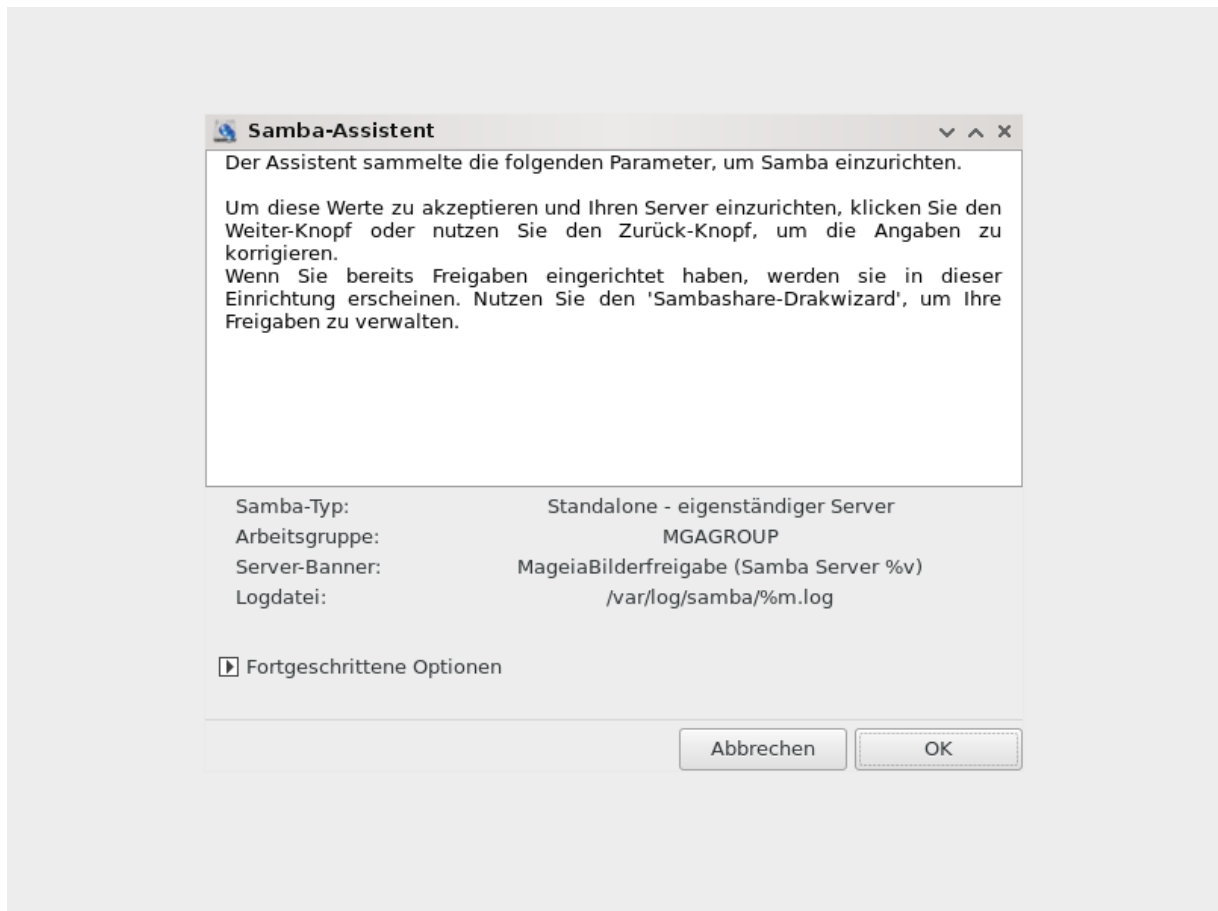 Samba-Assistent
Der Assistent sammelte die folgenden Parameter, um Samba einzurichten.
Um diese Werte zu akzeptieren und Ihren Server einzurichten, klicken Sie den
Weiter-Knopf oder nutzen Sie den Zurück-Knopf, um die Angaben zu
korrigieren.
Wenn Sie bereits Freigaben eingerichtet haben, werden sie in dieser
Einrichtung erscheinen. Nutzen Sie den 'Sambashare-Drakwizard', um Ihre
Freigaben zu verwalten.
Samba-Typ: Standalone - eigenständiger Server
Arbeitsgruppe: MGAGROUP
Server-Banner: MageiaBilderfreigabe (Samba Server %v)
Logdatei: /var/log/samba/%m.log
Fortgeschrittene Optionen
Abbrechen OK